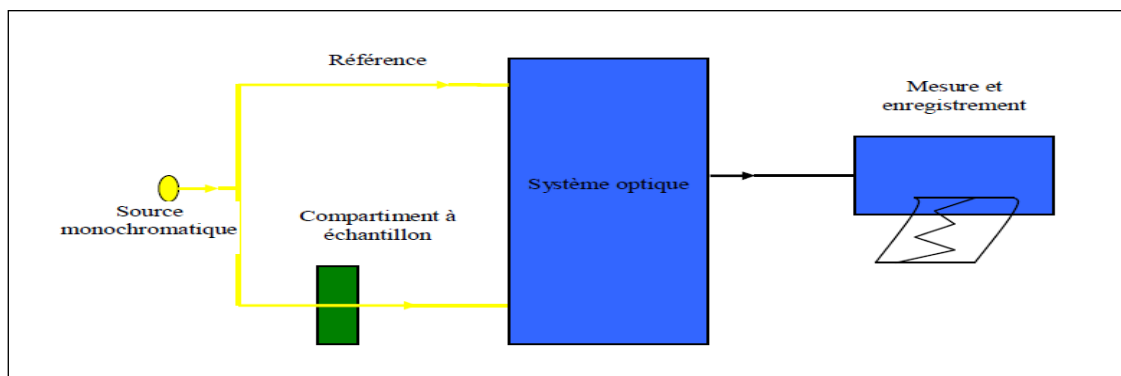 Référence
Mesure et
enregistrement
Système optique
Source
monochromatique
Compartiment à
échantillon